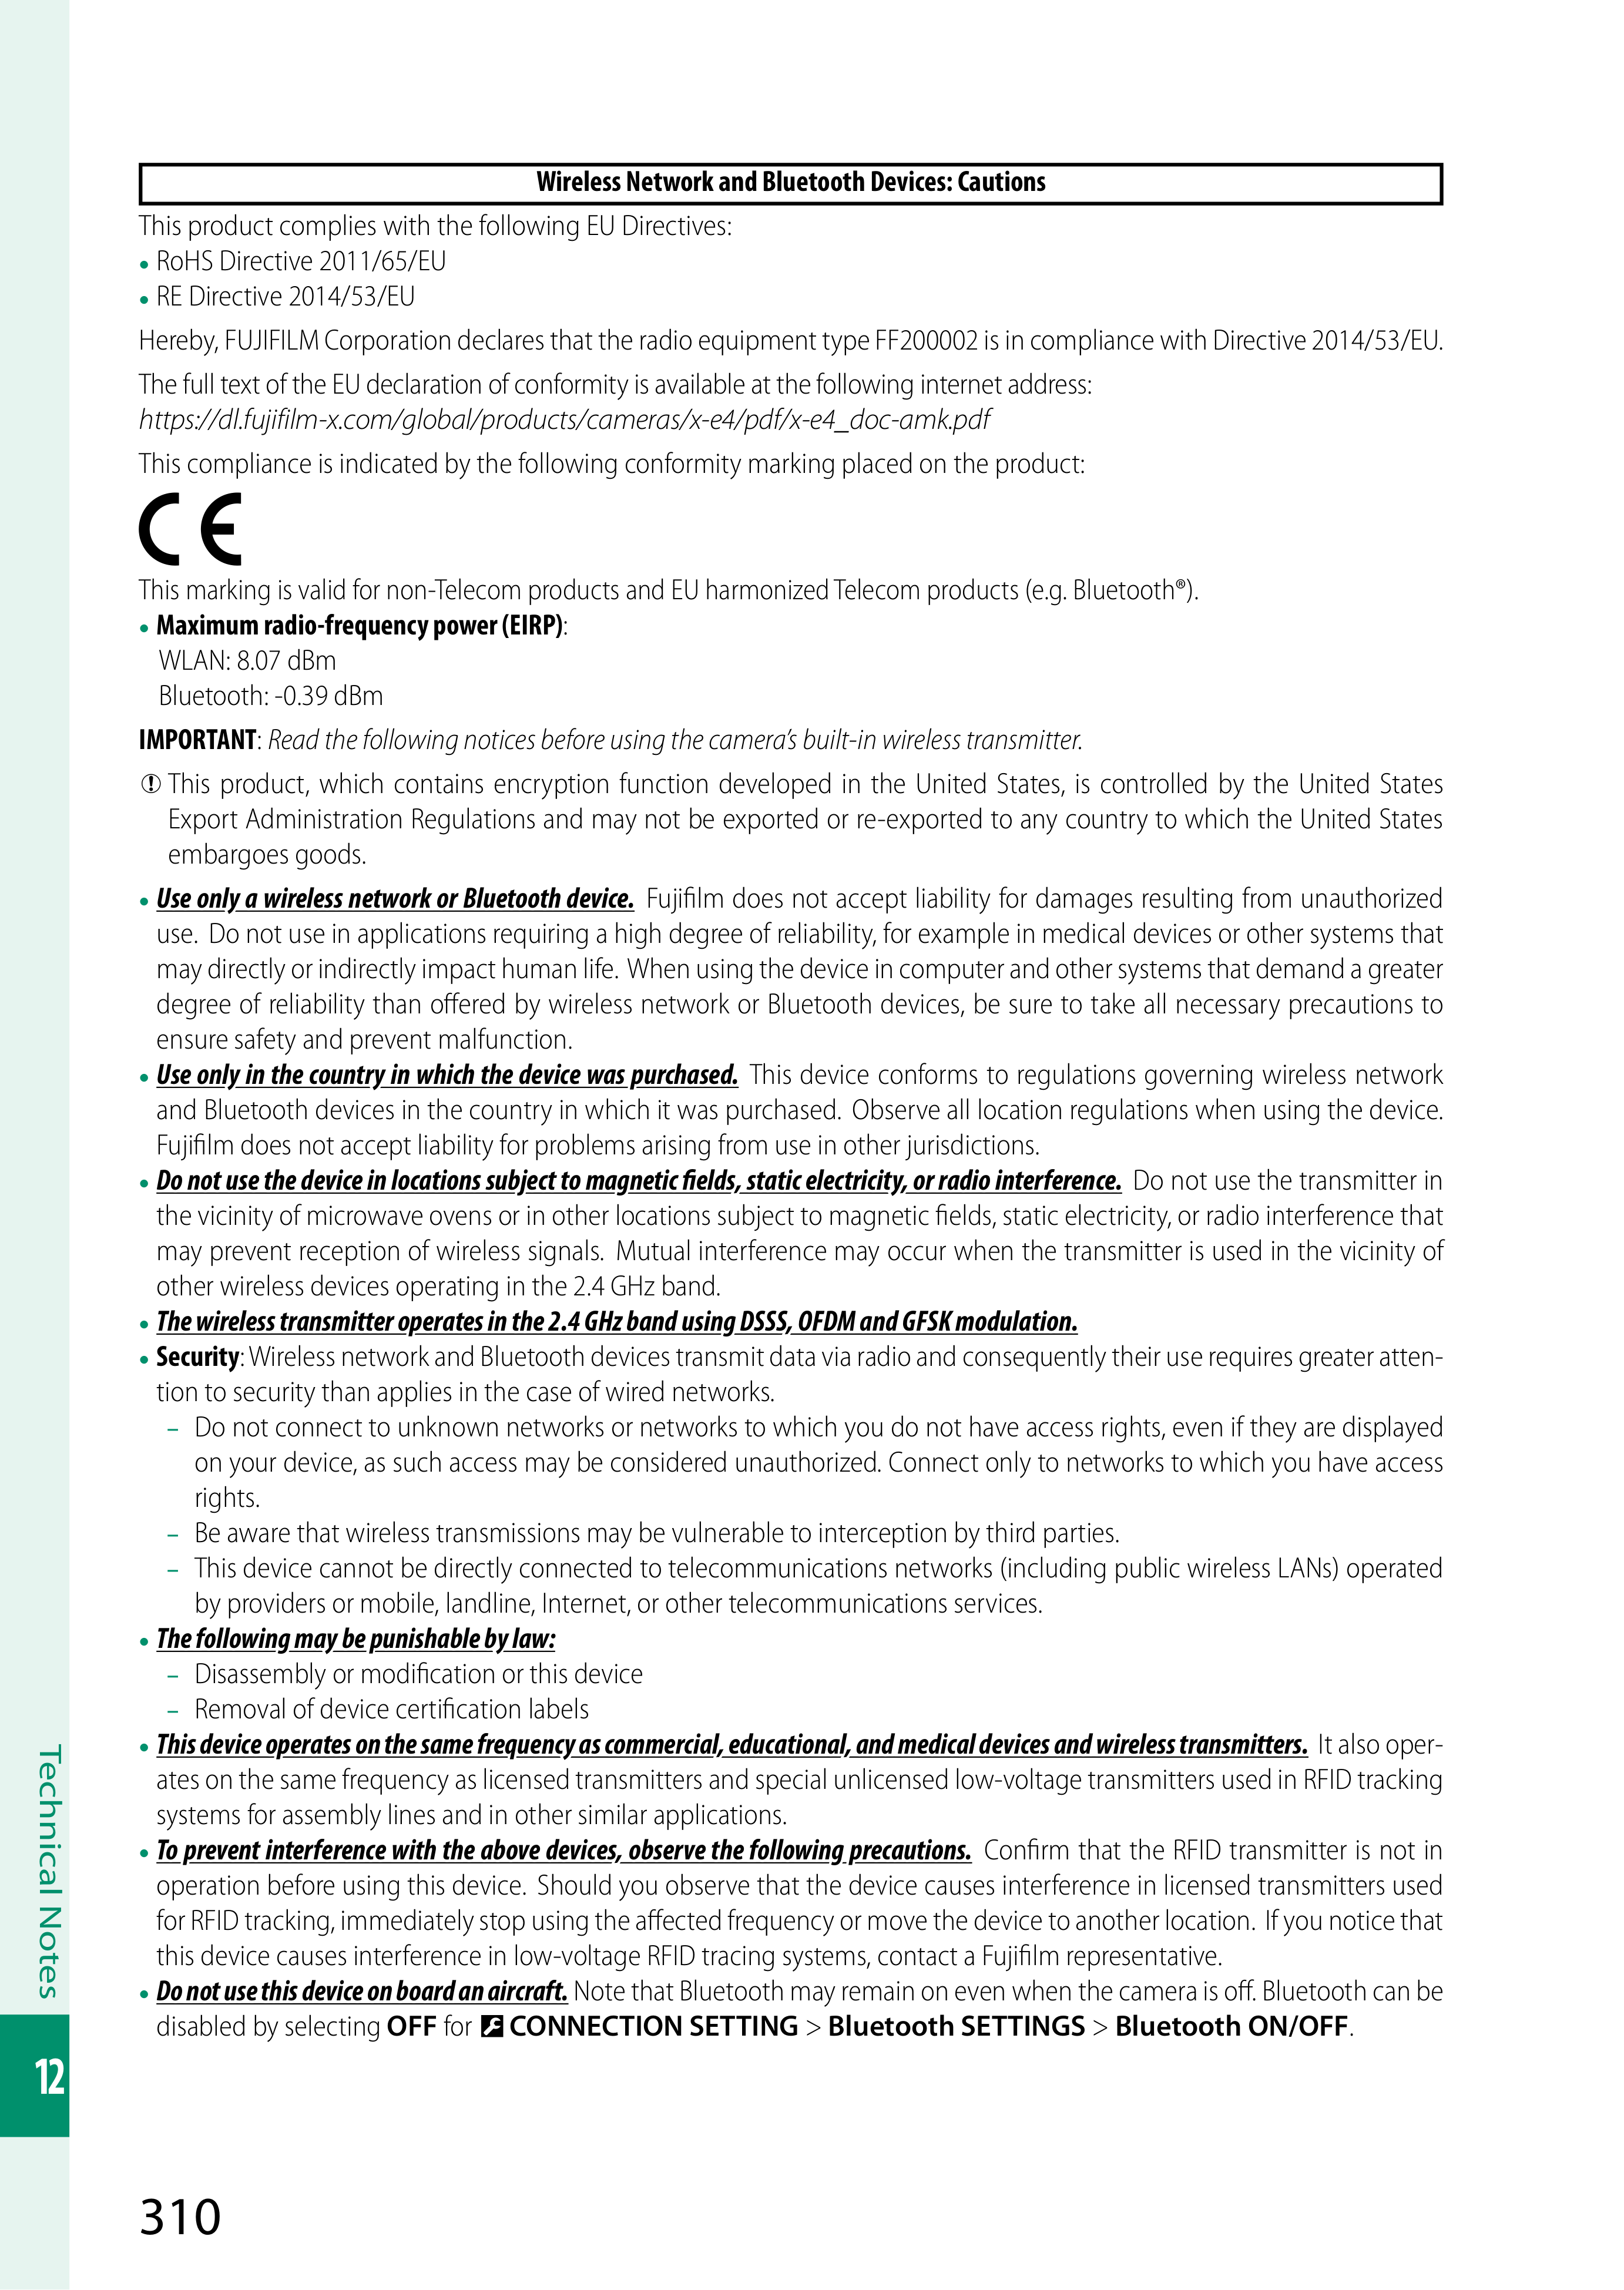 Wireless Network and Bluetooth Devices: Cautions
This product complies with the following EU Directives:
• RoHS Directive 2011/65/EU
• RE Directive 2014/53/EU
Hereby, FUJIFILM Corporation declares that the radio equipment type FF200002 is in compliance with Directive 2014/53/EU.
The full text of the EU declaration of conformity is available at the following internet address:
https://dl.fujifilm-x.com/global/products/cameras/x-e4/pdf/x-e4_doc-amk.pdf
This compliance is indicated by the following conformity marking placed on the product:
CE
This marking is valid for non-Telecom products and EU harmonized Telecom products (e.g. Bluetooth®).
• Maximum radio-frequency power (EIRP):
WLAN: 8.07 dBm
Bluetooth: -0.39 dBm
IMPORTANT: Read the following notices before using the camera’s built-in wireless transmitter.
This product, which contains encryption function developed in the United States, is controlled by the United States
Export Administration Regulations and may not be exported or re-exported to any country to which the United States
embargoes goods.
• Use only a wireless network or Bluetooth device. Fujifilm does not accept liability for damages resulting from unauthorized
use. Do not use in applications requiring a high degree of reliability, for example in medical devices or other systems that
may directly or indirectly impact human life. When using the device in computer and other systems that demand a greater
degree of reliability than offered by wireless network or Bluetooth devices, be sure to take all necessary precautions to
ensure safety and prevent malfunction.
• Use only in the country in which the device was purchased. This device conforms to regulations governing wireless network
and Bluetooth devices in the country in which it was purchased. Observe all location regulations when using the device.
Fujifilm does not accept liability for problems arising from use in other jurisdictions.
• Do not use the device in locations subject to magnetic fields, static electricity, or radio interference. Do not use the transmitter in
the vicinity of microwave ovens or in other locations subject to magnetic fields, static electricity, or radio interference that
may prevent reception of wireless signals. Mutual interference may occur when the transmitter is used in the vicinity of
other wireless devices operating in the 2.4 GHz band.
• The wireless transmitter operates in the 2.4 GHz band using DSSS, OFDM and GFSK modulation.
• Security: Wireless network and Bluetooth devices transmit data via radio and consequently their use requires greater atten-
tion to security than applies in the case of wired networks.
– Do not connect to unknown networks or networks to which you do not have access rights, even if they are displayed
on your device, as such access may be considered unauthorized. Connect only to networks to which you have access
rights.
– Be aware that wireless transmissions may be vulnerable to interception by third parties.
– This device cannot be directly connected to telecommunications networks (including public wireless LANs) operated
by providers or mobile, landline, Internet, or other telecommunications services.
• The following may be punishable by law:
– Disassembly or modification or this device
– Removal of device certification labels
• This device operates on the same frequency as commercial, educational, and medical devices and wireless transmitters. It also oper-
ates on the same frequency as licensed transmitters and special unlicensed low-voltage transmitters used in RFID tracking
systems for assembly lines and in other similar applications.
• To prevent interference with the above devices, observe the following precautions. Confirm that the RFID transmitter is not in
operation before using this device. Should you observe that the device causes interference in licensed transmitters used
for RFID tracking, immediately stop using the affected frequency or move the device to another location. If you notice that
this device causes interference in low-voltage RFID tracing systems, contact a Fujifilm representative.
• Do not use this device on board an aircraft. Note that Bluetooth may remain on even when the camera is off. Bluetooth can be
disabled by selecting OFF for CONNECTION SETTING > Bluetooth SETTINGS > Bluetooth ON/OFF.
Technical Notes
12
310